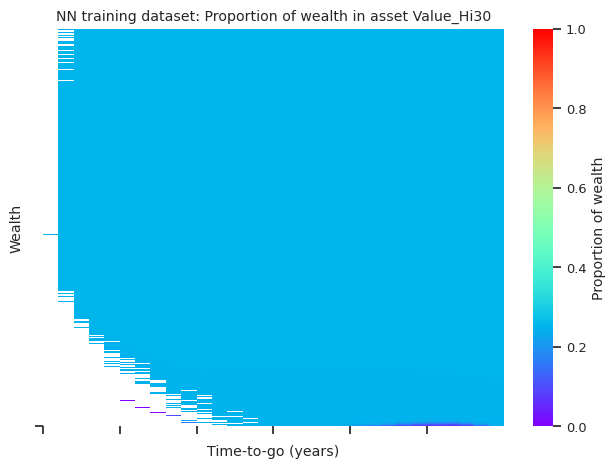 NN training dataset: Proportion of wealth in asset Value_Hi30
Wealth
Time-to-go (years)
1.0
0.8
0.6
0.4
0.2
0.0
Proportion of wealth